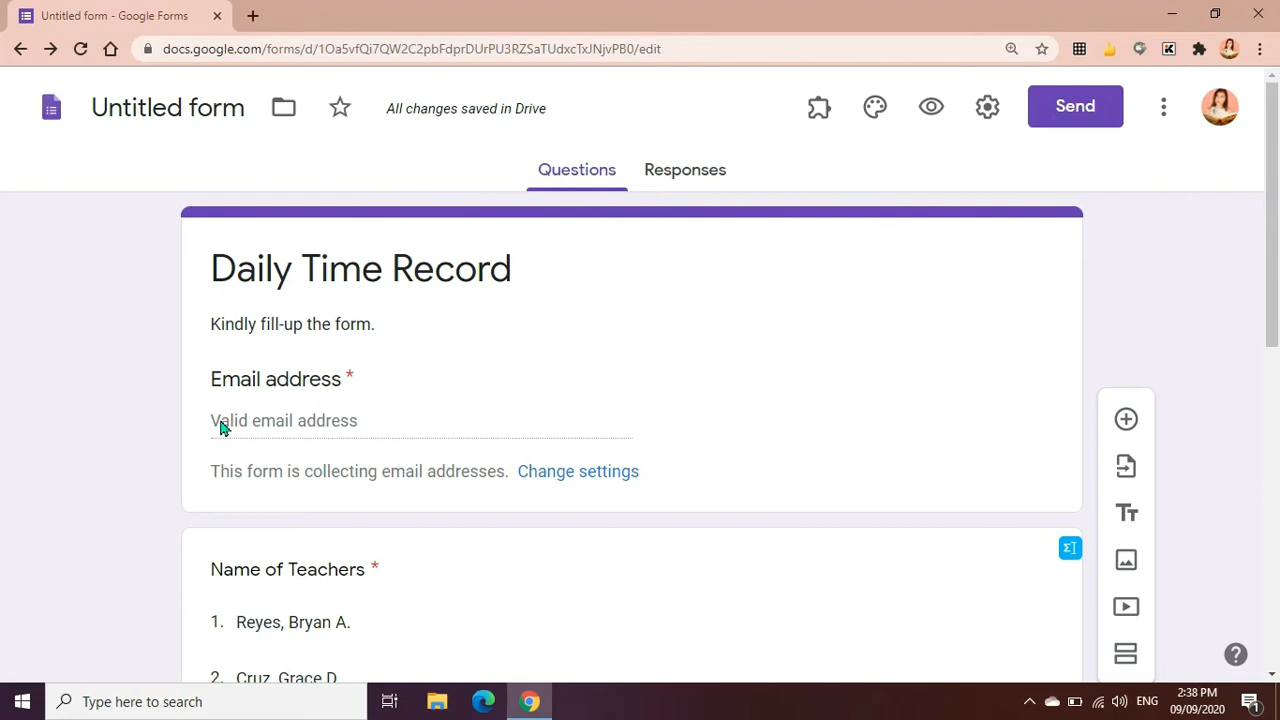 Untitled form - Google Forms
docs.google.com/forms/d/1Oa5vfQi7QW2C2pbFdprDUrPU3RZSaTUdxcTxJNjvPB0/edit
Untitled form
All changes saved in Drive
Send
Questions
Responses
Daily Time Record
Kindly fill-up the form.
Email address *
Valid email address
This form is collecting email addresses. Change settings
Name of Teachers *
1. Reyes, Bryan A.
2. Cruz, Grace D.
Type here to search
ENG
2:38 PM
09/09/2020